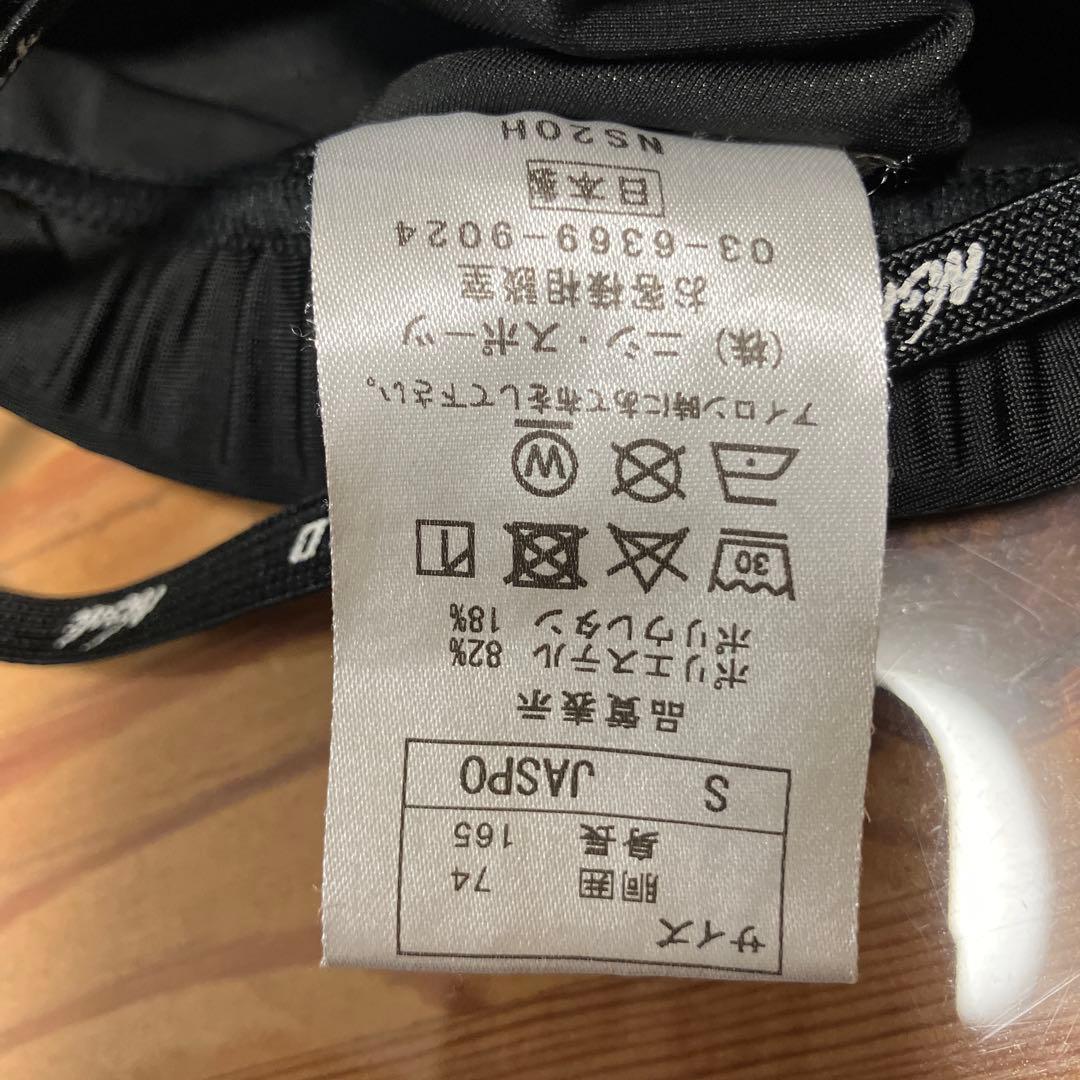 サイズ
胴囲 74
身長 165
S JASPO
品質表示
ポリエステル 82%
ポリウレタン 18%
30
W
アイロン時にあて布をして下さい。
(株) ニシ・スポーツ
お客様相談室
03-6369-9024
日本製
NS20H